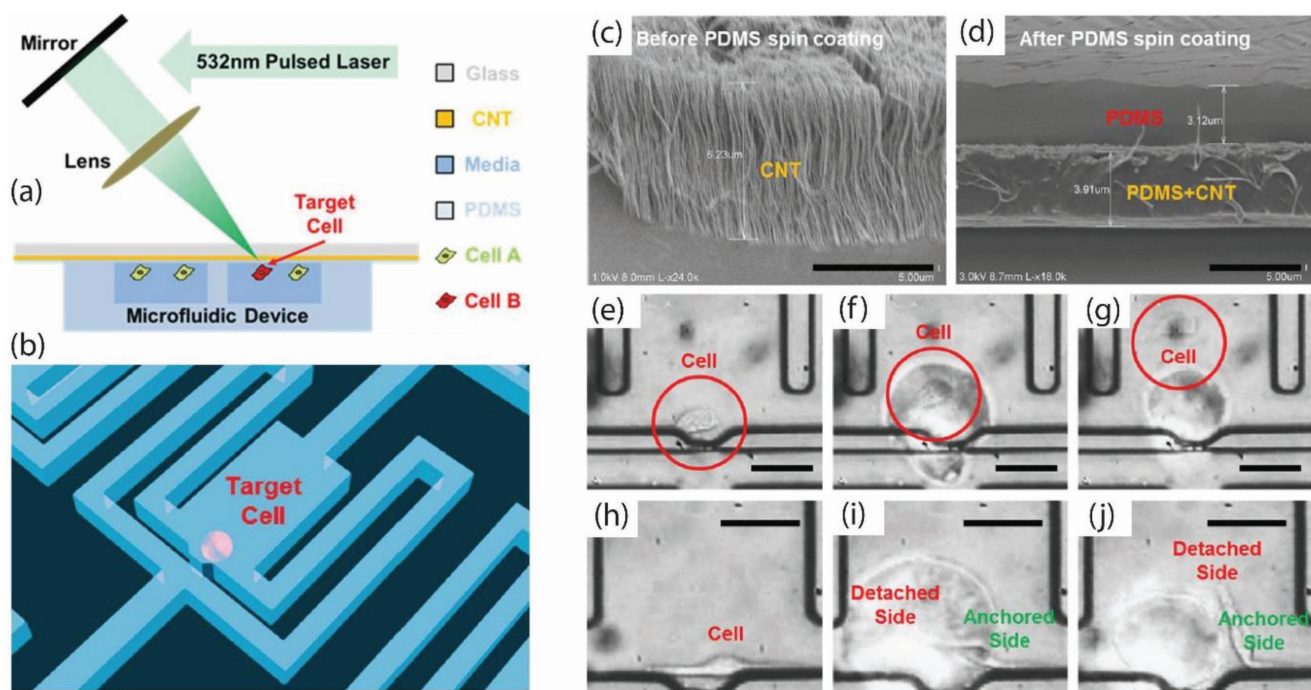 (a)
Mirror
532nm Pulsed Laser
Lens
Target
Cell
Glass
CNT
Media
PDMS
Cell A
Cell B
Microfluidic Device
(b)
Target
Cell
(c)
Before PDMS spin coating
6.23um
CNT
1.0kV 8.0mm L-x24.0k
5.00um
(d)
After PDMS spin coating
PDMS
3.12um
3.91um
PDMS+CNT
3.0kV 8.7mm L-x18.0k
5.00um
(e)
Cell
(f)
Cell
(g)
Cell
(h)
Cell
(i)
Detached
Side
Anchored
Side
(j)
Detached
Side
Anchored
Side